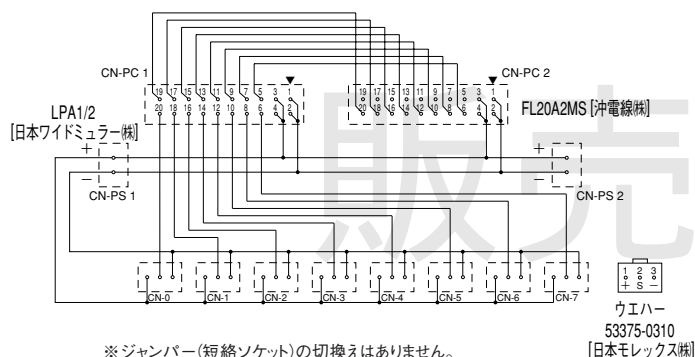 CN-PC 1
CN-PC 2
19 17 15 13 11 9 7 5 3 1
20 18 16 14 12 10 8 6 4 2
19 17 15 13 11 9 7 5 3 1
20 18 16 14 12 10 8 6 4 2
LPA1/2
[日本ワイドミュラー㈱]
FL20A2MS [沖電線㈱]
+
−
CN-PS 1
+
−
CN-PS 2
販売
CN-0
CN-1
CN-2
CN-3
CN-4
CN-5
CN-6
CN-7
1 2 3
+ S −
ウエハー
53375-0310
[日本モレックス㈱]
※ジャンパー(短絡ソケット)の切換えはありません。